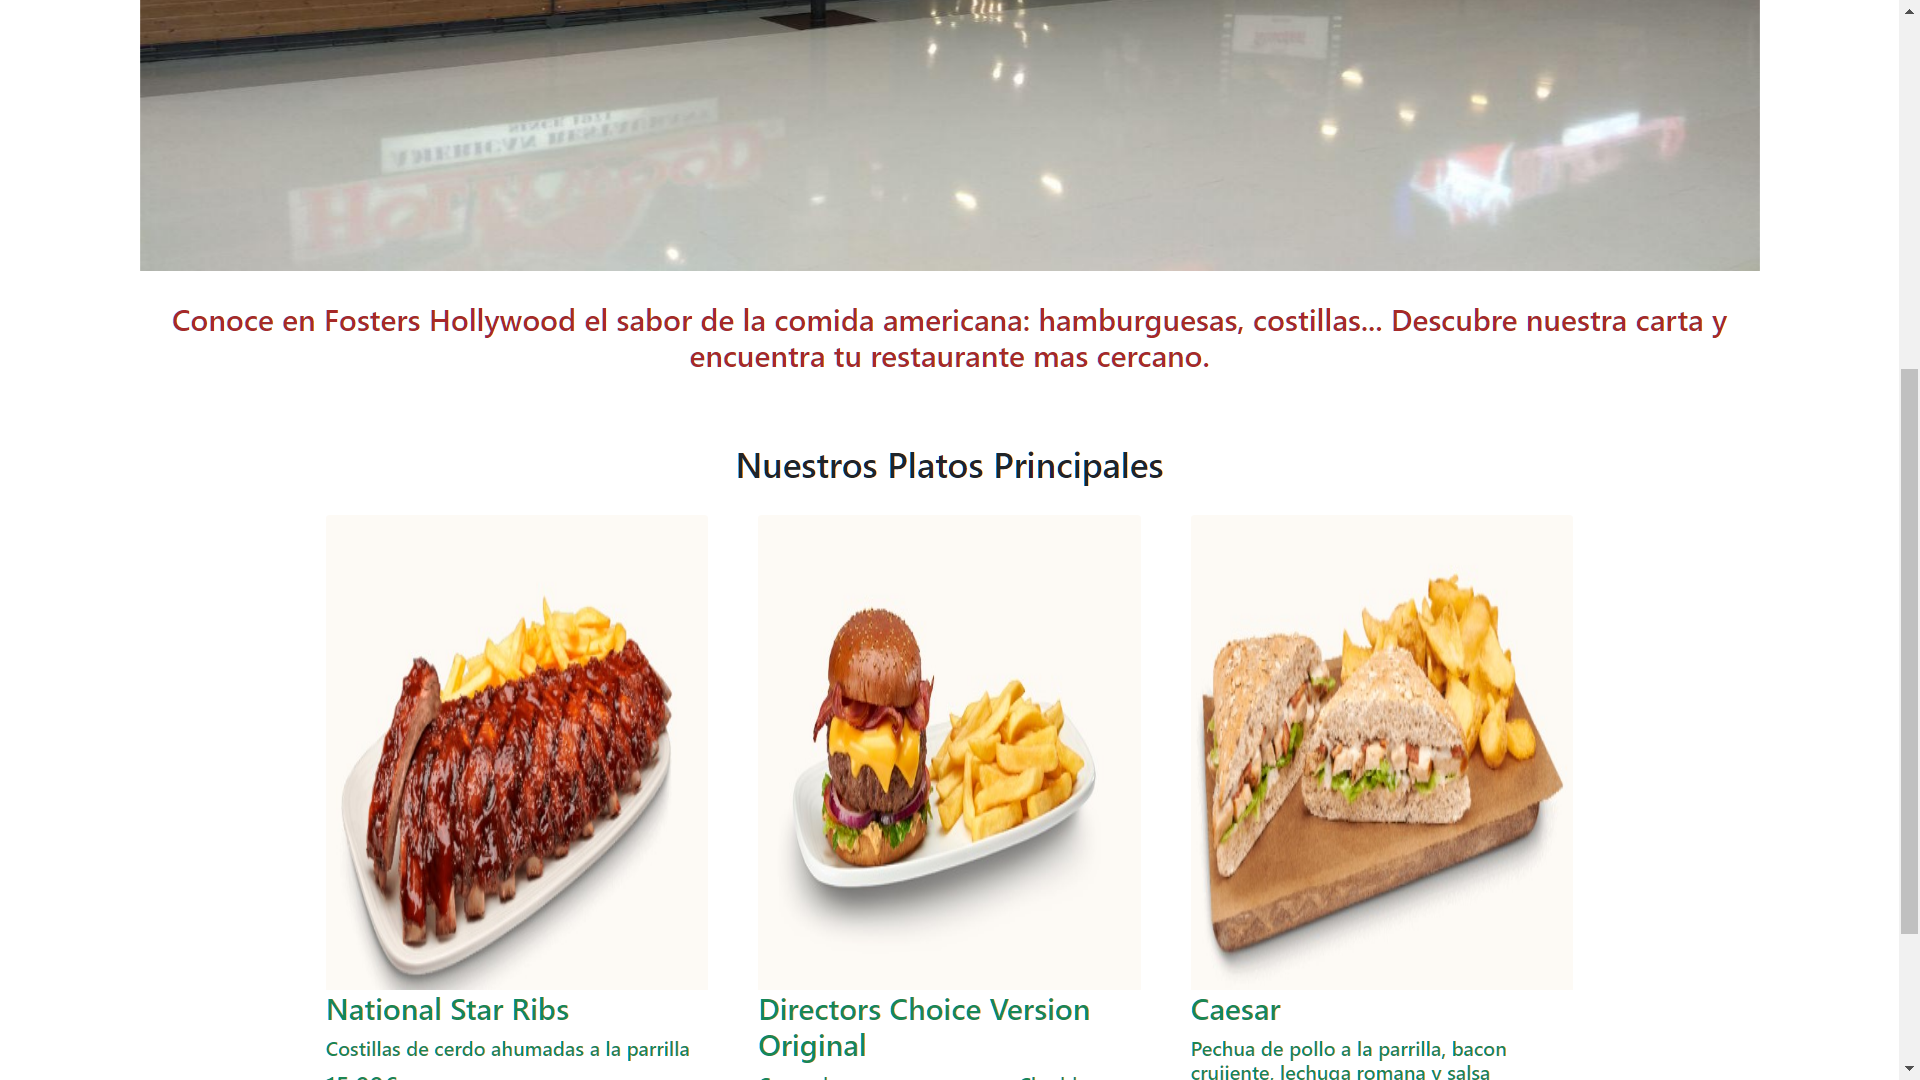 Conoce en Fosters Hollywood el sabor de la comida americana: hamburguesas, costillas... Descubre nuestra carta y
encuentra tu restaurante mas cercano.
Nuestros Platos Principales
National Star Ribs
Costillas de cerdo ahumadas a la parrilla
Directors Choice Version
Original
Caesar
Pechua de pollo a la parrilla, bacon
crujiente, lechuga romana y salsa